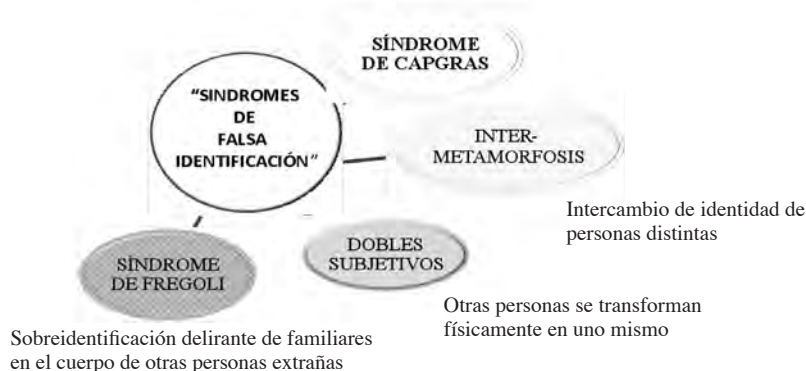 SÍNDROME
DE CAPGRAS
“SINDROMES
DE
FALSA
IDENTIFICACIÓN”
INTER-
METAMORFOSIS
Intercambio de identidad de
personas distintas
DOBLES
SUBJETIVOS
SÍNDROME
DE FREGOLI
Otras personas se transforman
físicamente en uno mismo
Sobreidentificación delirante de familiares
en el cuerpo de otras personas extrañas